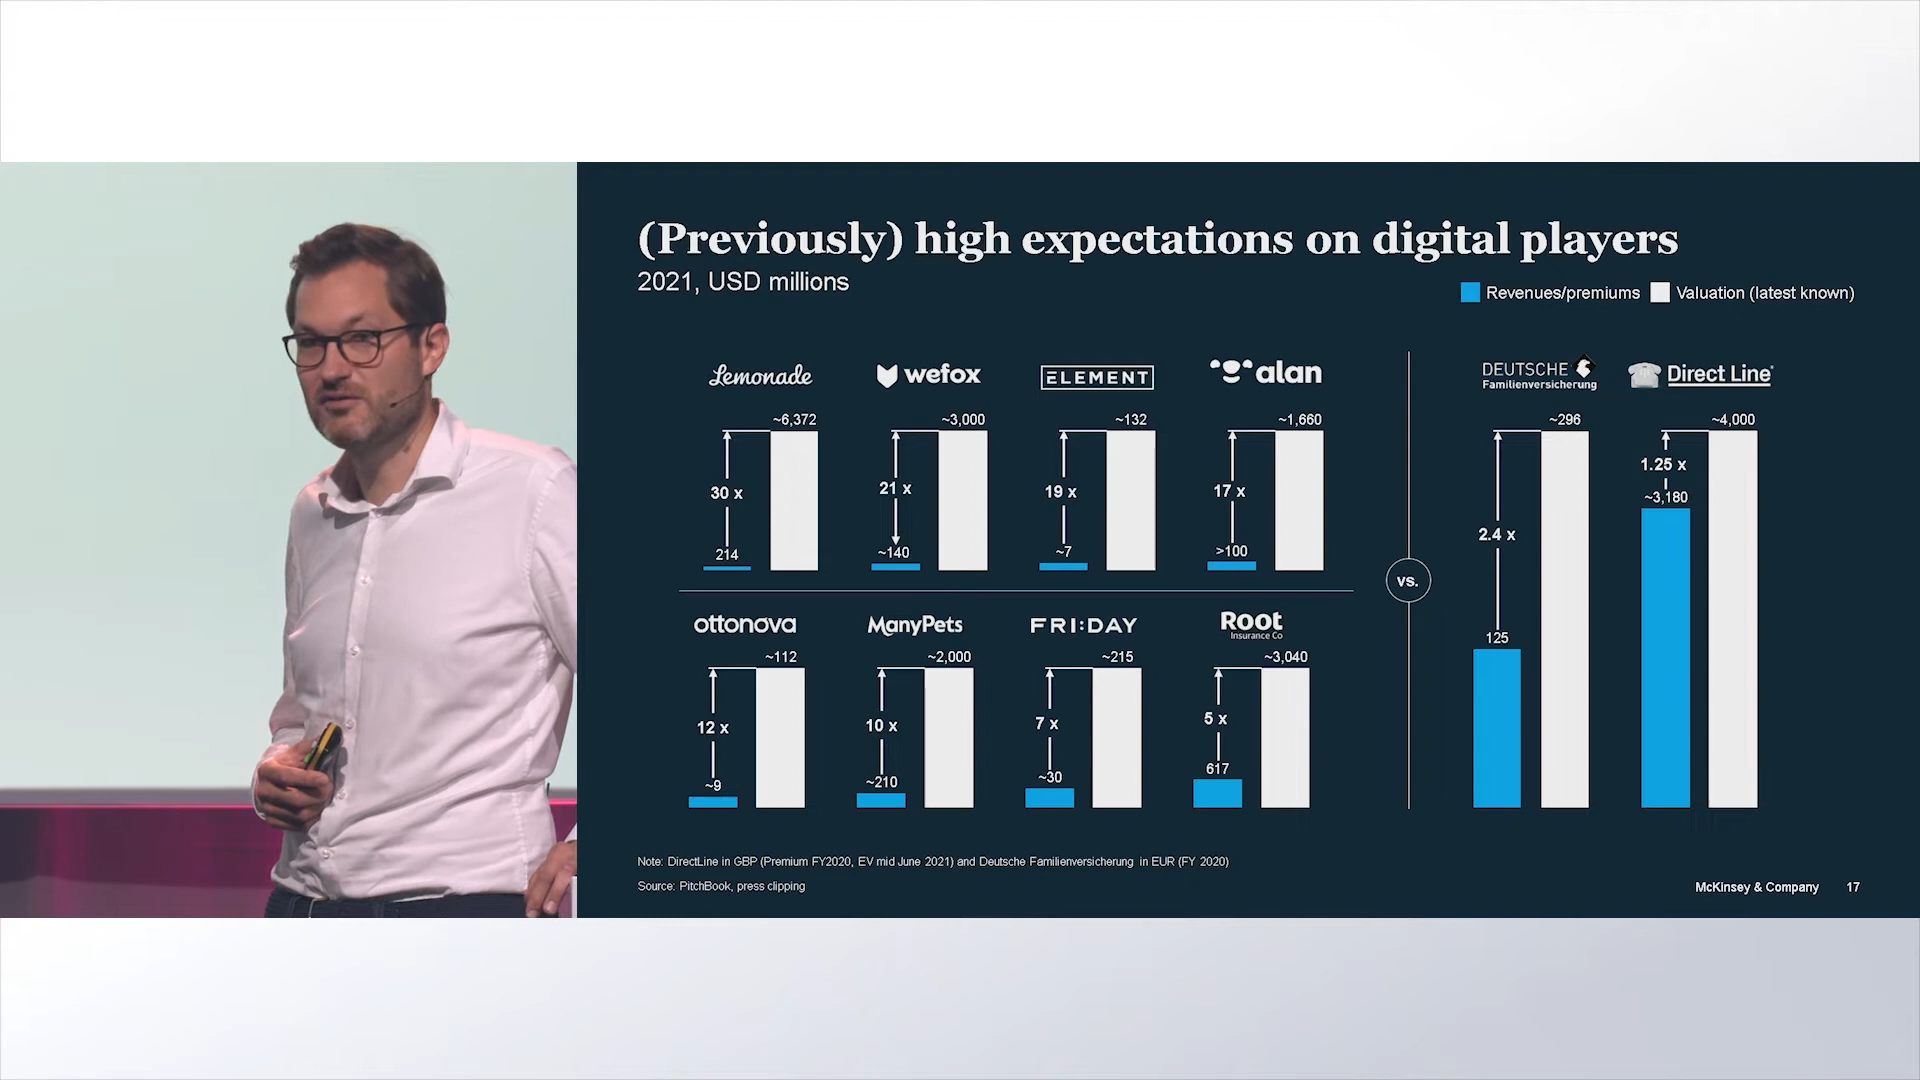 (Previously) high expectations on digital players
2021, USD millions
Revenues/premiums
Valuation (latest known)
Lemonade
~6,372
30 x
214
wefox
~3,000
21 x
~140
ELEMENT
~132
19 x
~7
alan
~1,660
17 x
>100
ottonova
~112
12 x
~9
ManyPets
~2,000
10 x
~210
FRI:DAY
~215
7 x
~30
Root
Insurance Co
~3,040
5 x
617
vs.
DEUTSCHE
Familienversicherung
~296
2.4 x
125
Direct Line
~4,000
1.25 x
~3,180
Note: DirectLine in GBP (Premium FY2020, EV mid June 2021) and Deutsche Familienversicherung in EUR (FY 2020)
Source: PitchBook, press clipping
McKinsey & Company 17